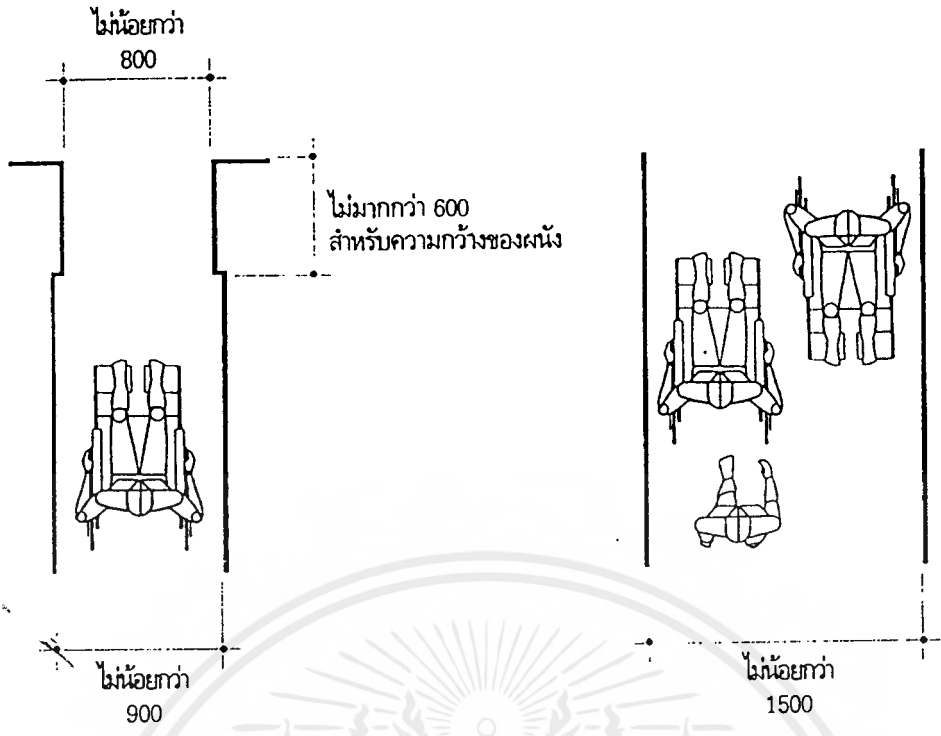 ไม่น้อยกว่า
800
ไม่มากกว่า 600
สำหรับความกว้างของผนัง
ไม่น้อยกว่า
900
ไม่น้อยกว่า
1500